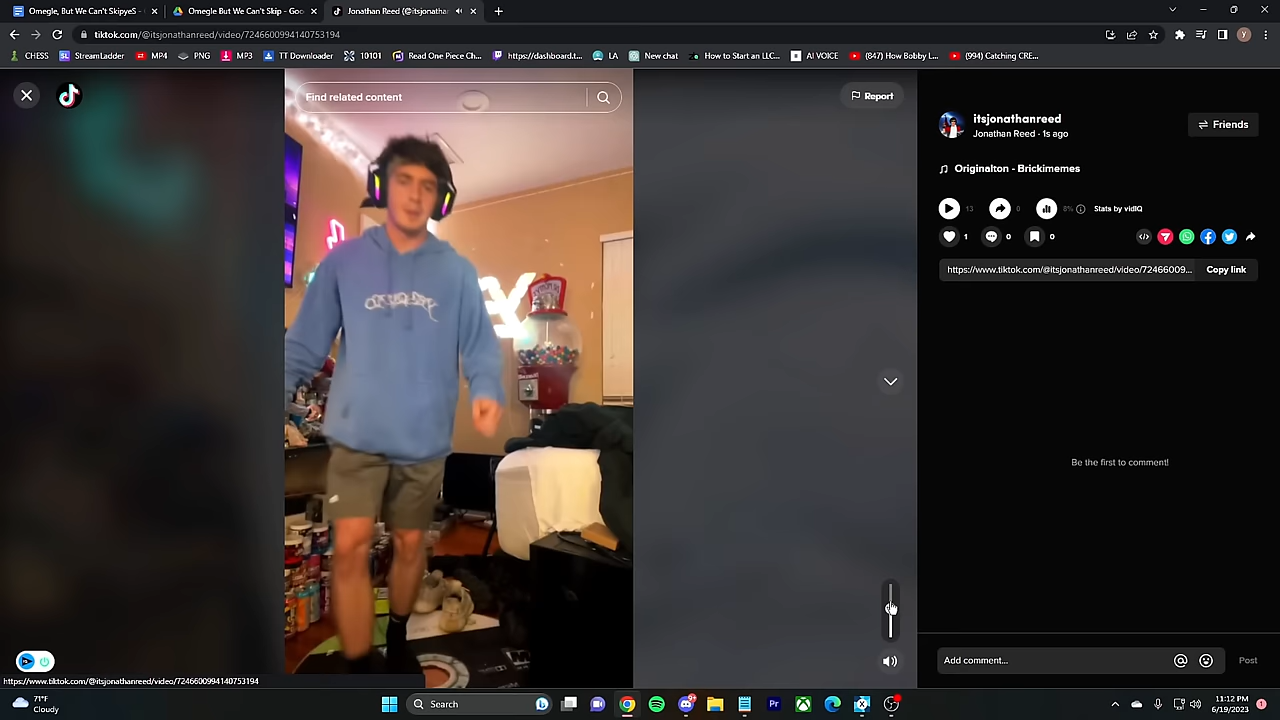 Omegle, But We Can't SkipyeS -
Omegle But We Can't Skip - Goo
Jonathan Reed (@itsjonathar
tiktok.com/@itsjonathanreed/video/7246600994140753194
CHESS
StreamLadder
MP4
PNG
MP3
TT Downloader
10101
Read One Piece Ch...
https://dashboard.t...
LA
New chat
How to Start an LLC...
AI VOICE
(847) How Bobby L...
(994) Catching CRE...
Find related content
Report
itsjonathanreed
Jonathan Reed · 1s ago
Friends
Originalton - Brickimemes
13
0
8%
Stats by vidIQ
1
0
0
https://www.tiktok.com/@itsjonathanreed/video/72466009...
Copy link
Be the first to comment!
Add comment...
Post
https://www.tiktok.com/@itsjonathanreed/video/7246600994140753194
71°F
Cloudy
Search
11:12 PM
6/19/2023